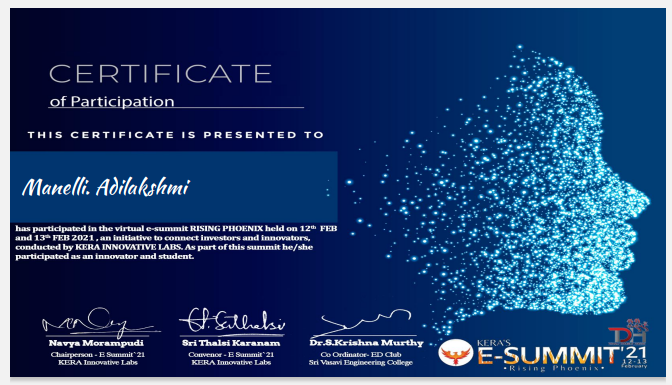 CERTIFICATE
of Participation
THIS CERTIFICATE IS PRESENTED TO
Manelli. Adilakshmi
has participated in the virtual e-summit RISING PHOENIX held on 12th FEB
and 13th FEB 2021 , an initiative to connect investors and innovators,
conducted by KERA INNOVATIVE LABS. As part of this summit he/she
participated as an innovator and student.
Navya Morampudi
Chairperson - E Summit`21
KERA Innovative Labs
Sri Thalsi Karanam
Convenor - E Summit`21
KERA Innovative Labs
Dr.S.Krishna Murthy
Co Ordinator- ED Club
Sri Vasavi Engineering College
KERA'S
E-SUMMIT'21
•Rising Phoenix•
12-13
February